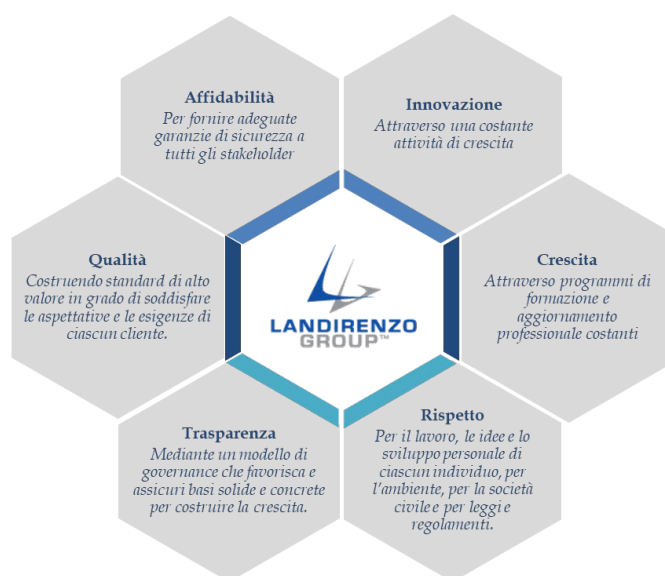 Affidabilità
Per fornire adeguate
garanzie di sicurezza a
tutti gli stakeholder
Innovazione
Attraverso una costante
attività di crescita
Qualità
Costruendo standard di alto
valore in grado di soddisfare
le aspettative e le esigenze di
ciascun cliente.
LANDIRENZO
GROUP™
Crescita
Attraverso programmi di
formazione e
aggiornamento
professionale costanti
Trasparenza
Mediante un modello di
governance che favorisca e
assicuri basi solide e concrete
per costruire la crescita.
Rispetto
Per il lavoro, le idee e lo
sviluppo personale di
ciascun individuo, per
l'ambiente, per la società
civile e per leggi e
regolamenti.